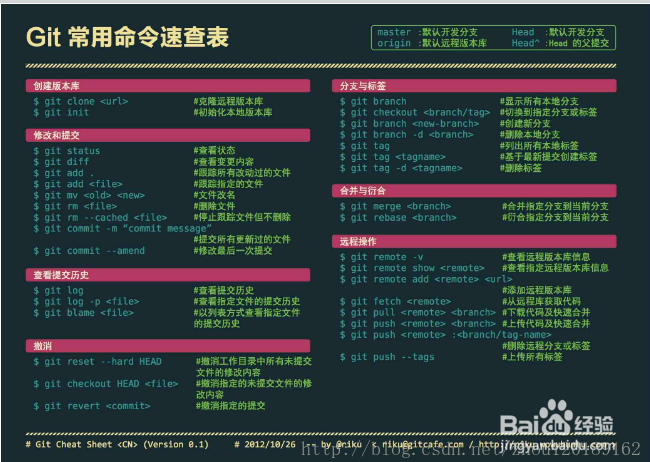 Git 常用命令速查表
master :默认开发分支 Head :默认开发分支
origin :默认远程版本库 Head^ :Head 的父提交
创建版本库
$ git clone <url> #克隆远程版本库
$ git init #初始化本地版本库
修改和提交
$ git status #查看状态
$ git diff #查看变更内容
$ git add . #跟踪所有改动过的文件
$ git add <file> #跟踪指定的文件
$ git mv <old> <new> #文件改名
$ git rm <file> #删除文件
$ git rm --cached <file> #停止跟踪文件但不删除
$ git commit -m “commit message”
#提交所有更新过的文件
$ git commit --amend #修改最后一次提交
查看提交历史
$ git log #查看提交历史
$ git log -p <file> #查看指定文件的提交历史
$ git blame <file> #以列表方式查看指定文件
的提交历史
撤消
$ git reset --hard HEAD #撤消工作目录中所有未提交
文件的修改内容
$ git checkout HEAD <file> #撤消指定的未提交文件的修
改内容
$ git revert <commit> #撤消指定的提交
分支与标签
$ git branch #显示所有本地分支
$ git checkout <branch/tag> #切换到指定分支或标签
$ git branch <new-branch> #创建新分支
$ git branch -d <branch> #删除本地分支
$ git tag #列出所有本地标签
$ git tag <tagname> #基于最新提交创建标签
$ git tag -d <tagname> #删除标签
合并与衍合
$ git merge <branch> #合并指定分支到当前分支
$ git rebase <branch> #衍合指定分支到当前分支
远程操作
$ git remote -v #查看远程版本库信息
$ git remote show <remote> #查看指定远程版本库信息
$ git remote add <remote> <url>
#添加远程版本库
$ git fetch <remote> #从远程库获取代码
$ git pull <remote> <branch> #下载代码及快速合并
$ git push <remote> <branch> #上传代码及快速合并
$ git push <remote> :<branch/tag-name>
#删除远程分支或标签
$ git push --tags #上传所有标签
Baidu 经验
# Git Cheat Sheet <CN> (Version 0.1) # 2012/10/26 -- by @riku < riku@gitcafe.com /